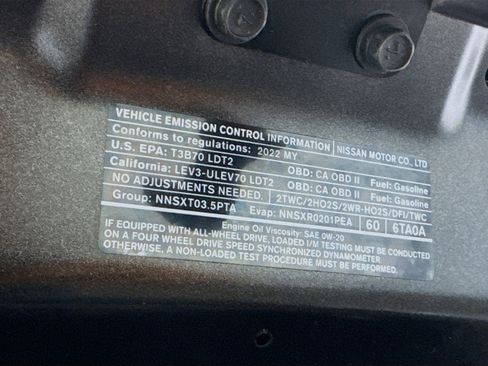 VEHICLE EMISSION CONTROL INFORMATION NISSAN MOTOR CO., LTD
Conforms to regulations: 2022 MY
U.S. EPA: T3B70 LDT2 OBD: CA OBD II Fuel: Gasoline
California: LEV3-ULEV70 LDT2 OBD: CA OBD II Fuel: Gasoline
NO ADJUSTMENTS NEEDED. 2TWC/2HO2S/2WR-HO2S/DFI/TWC
Group: NNSXT03.5PTA Evap: NNSXR0201PEA 60 6TA0A
Engine Oil Viscosity: SAE 0W-20
IF EQUIPPED WITH ALL-WHEEL DRIVE, LOADED I/M TESTING MUST BE CONDUCTED
ON A FOUR WHEEL DRIVE SPEED SYNCHRONIZED DYNAMOMETER.
OTHERWISE, A NON-LOADED TEST PROCEDURE MUST BE PERFORMED.